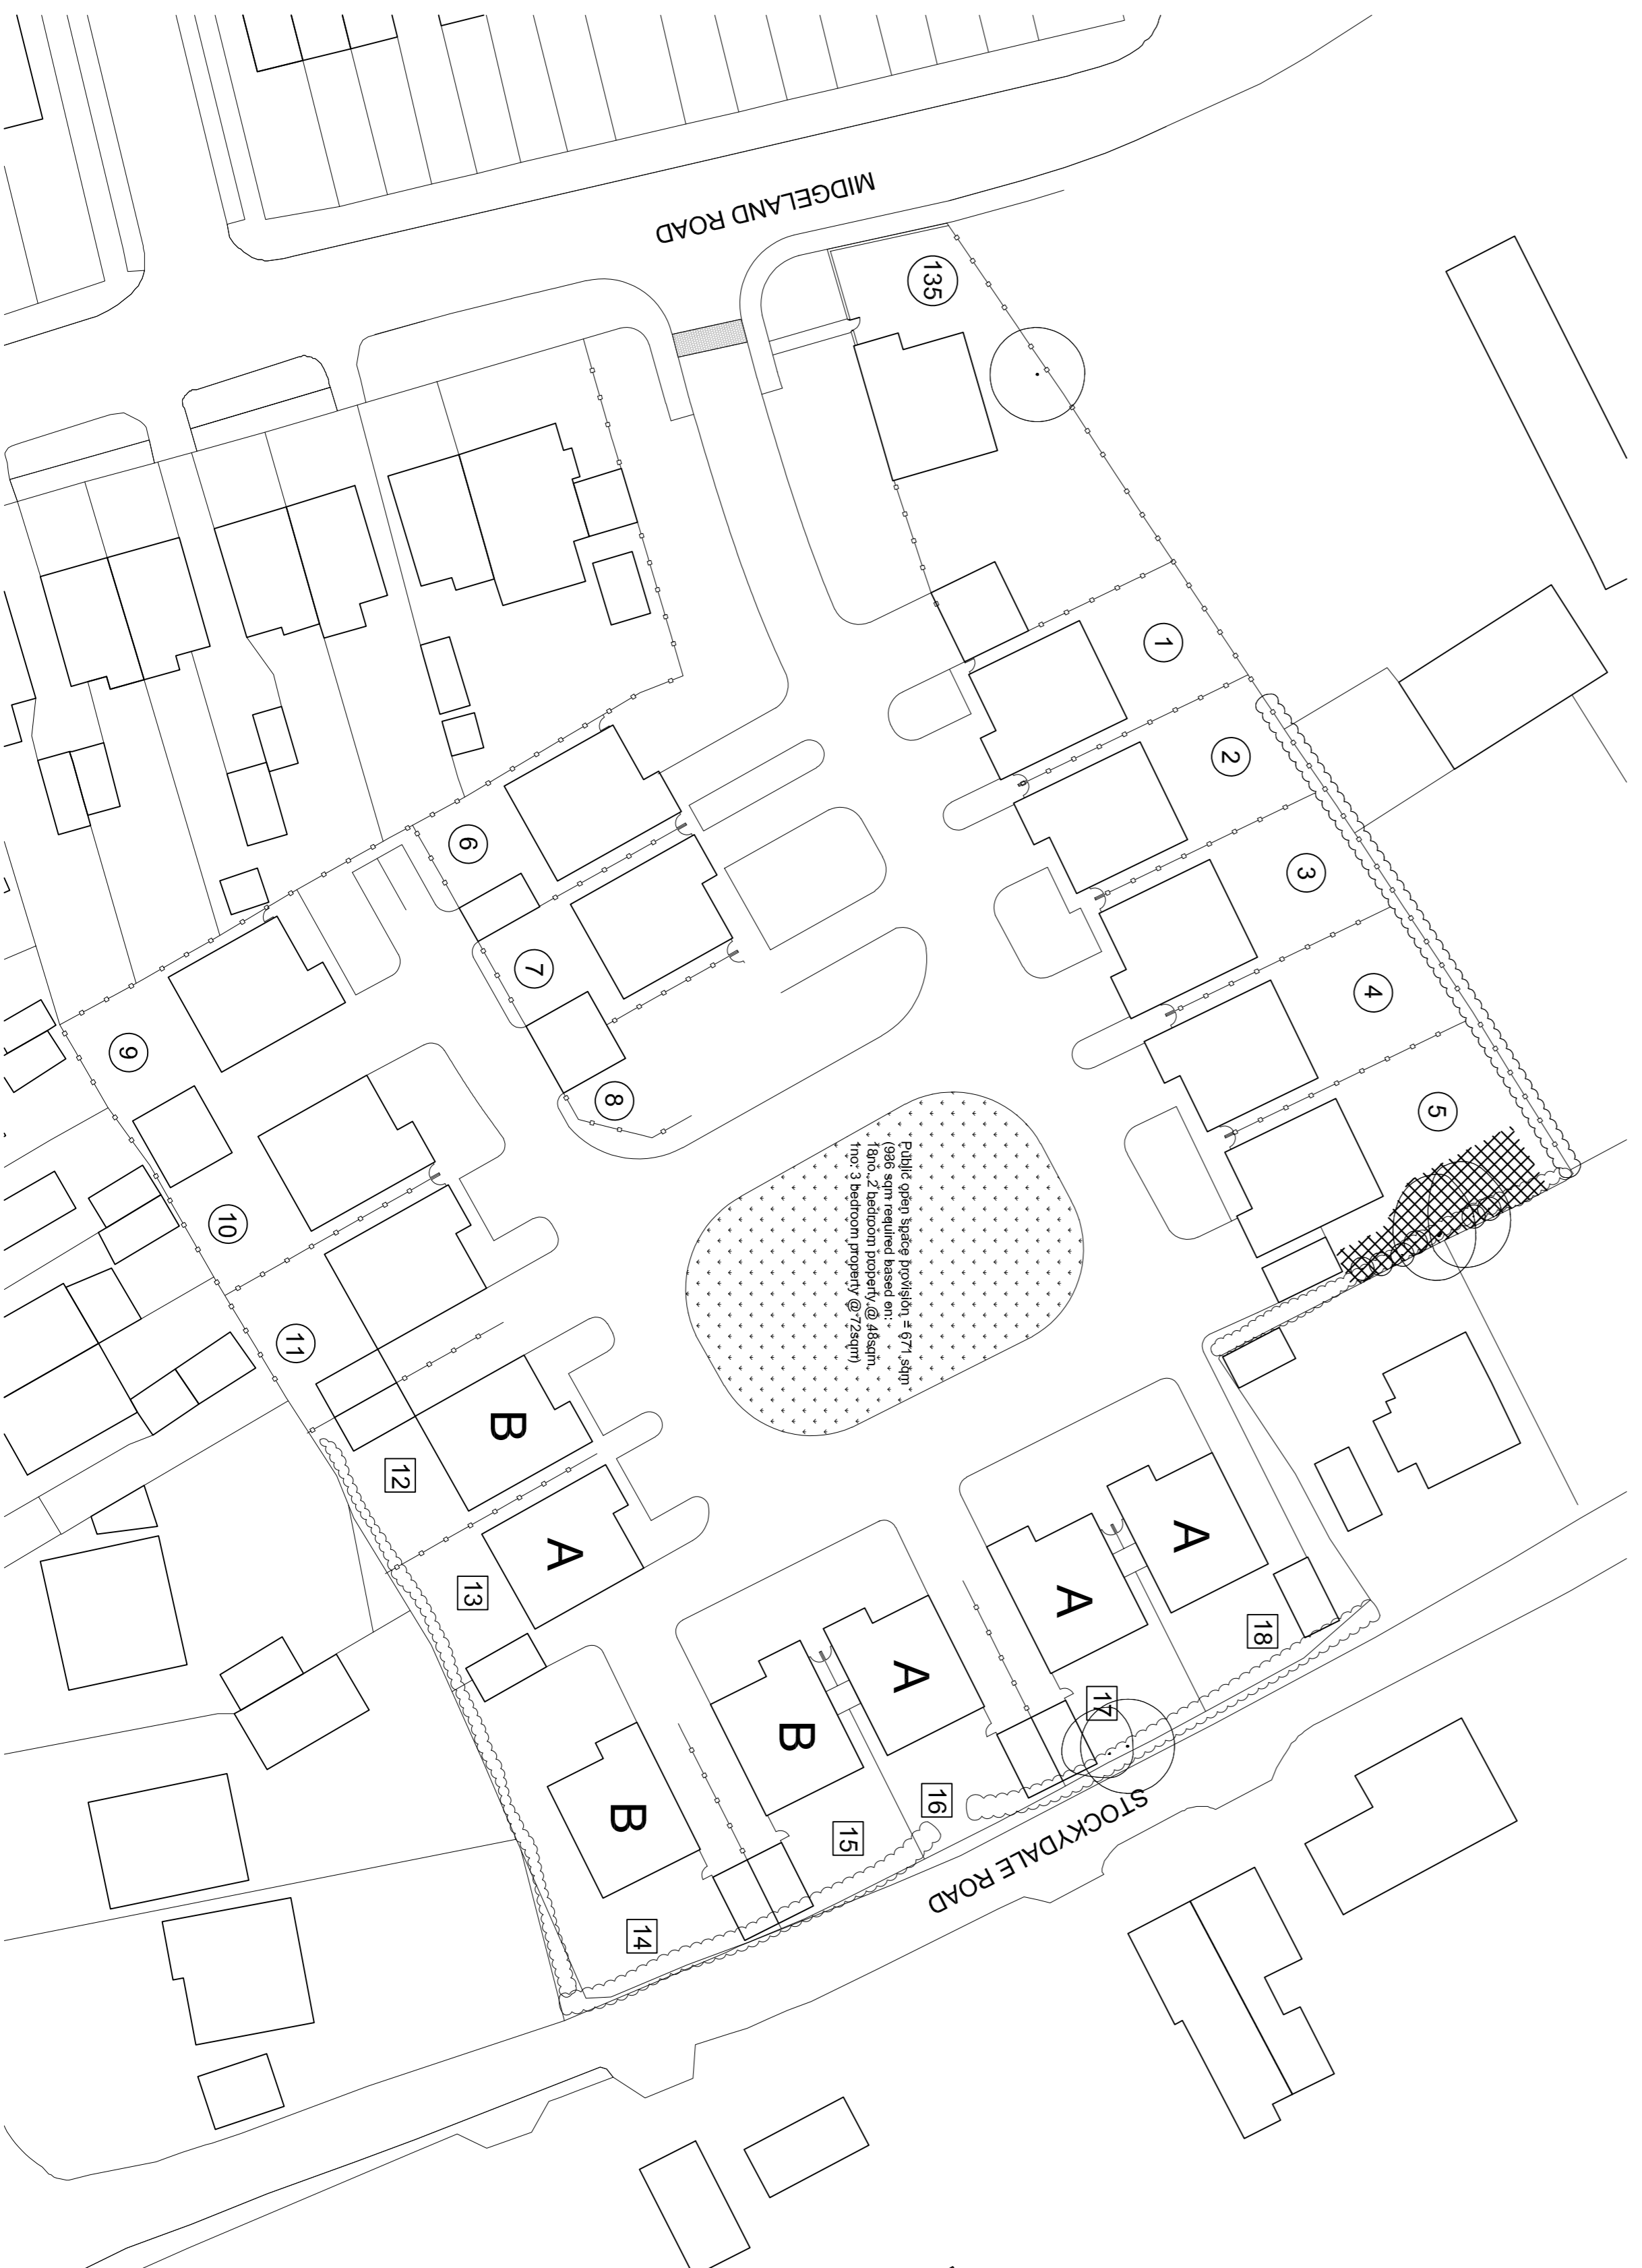 MIDGELAND ROAD
135
1
2
3
4
5
6
7
8
9
10
11
Public open space provision = 671 sqm
(986 sqm required based on:
18no. 2 bedroom property @ 48sqm,
1no. 3 bedroom property @ 72sqm)
B
12
A
13
B
14
B
15
A
16
A
17
A
18
STOCKYDALE ROAD